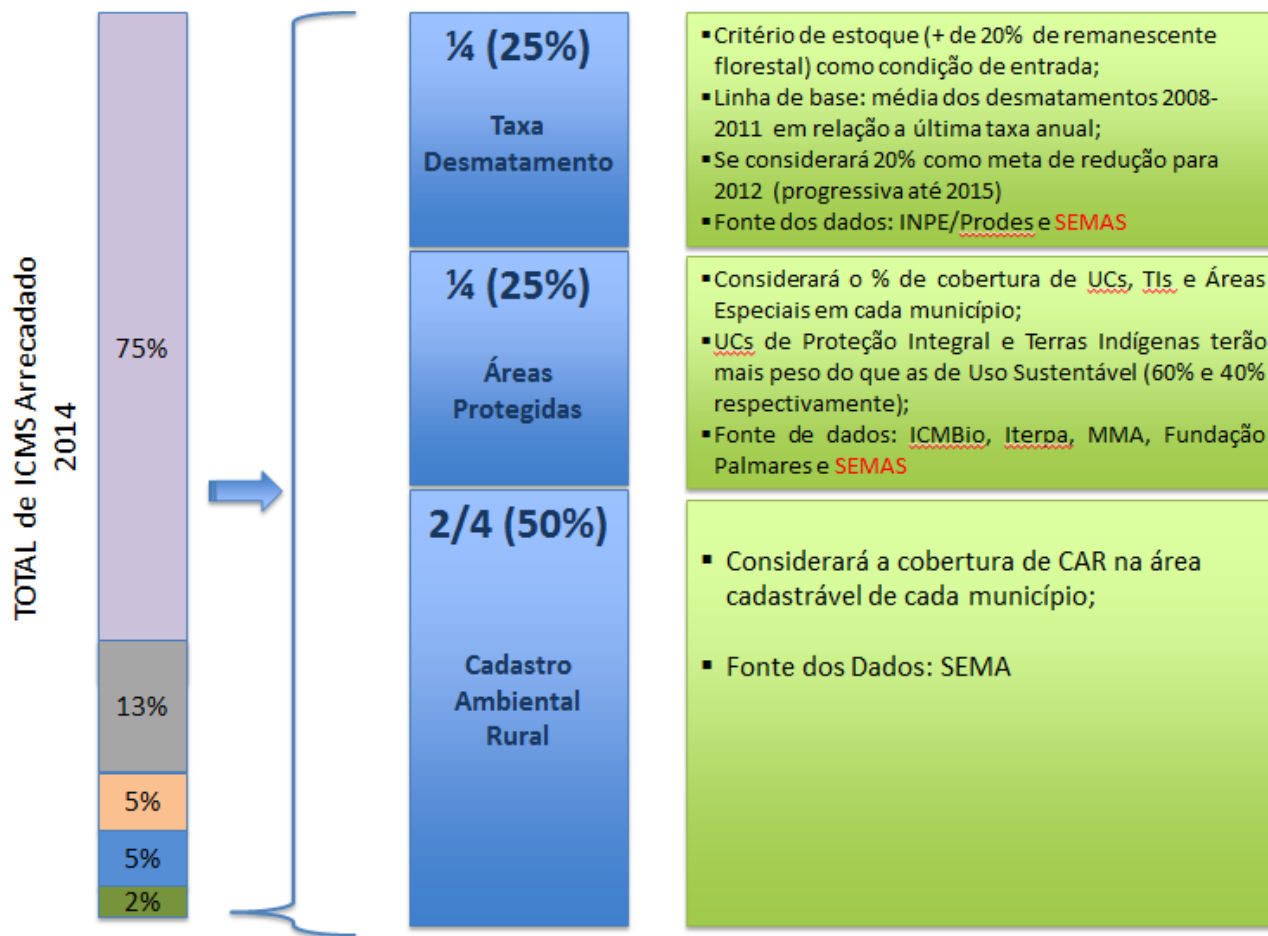 TOTAL de ICMS Arrecadado
2014
75%
13%
5%
5%
2%
¼ (25%)
Taxa
Desmatamento
▪Critério de estoque (+ de 20% de remanescente
florestal) como condição de entrada;
▪Linha de base: média dos desmatamentos 2008-
2011 em relação a última taxa anual;
▪Se considerará 20% como meta de redução para
2012 (progressiva até 2015)
▪Fonte dos dados: INPE/Prodes e SEMAS
¼ (25%)
Áreas
Protegidas
▪Considerará o % de cobertura de UCs, TIs e Áreas
Especiais em cada município;
▪UCs de Proteção Integral e Terras Indígenas terão
mais peso do que as de Uso Sustentável (60% e 40%
respectivamente);
▪Fonte de dados: ICMBio, Iterpa, MMA, Fundação
Palmares e SEMAS
2/4 (50%)
Cadastro
Ambiental
Rural
▪ Considerará a cobertura de CAR na área
cadastrável de cada município;
▪ Fonte dos Dados: SEMA